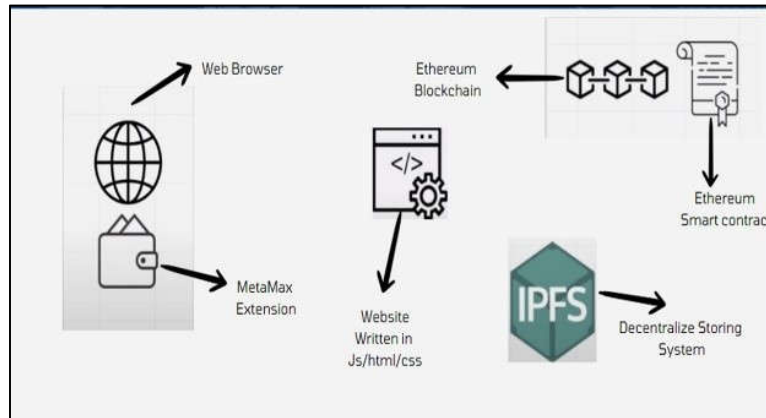 Web Browser
Ethereum
Blockchain
</>
Ethereum
Smart contrac
MetaMax
Extension
Website
Written in
Js/html/css
IPFS
Decentralize Storing
System